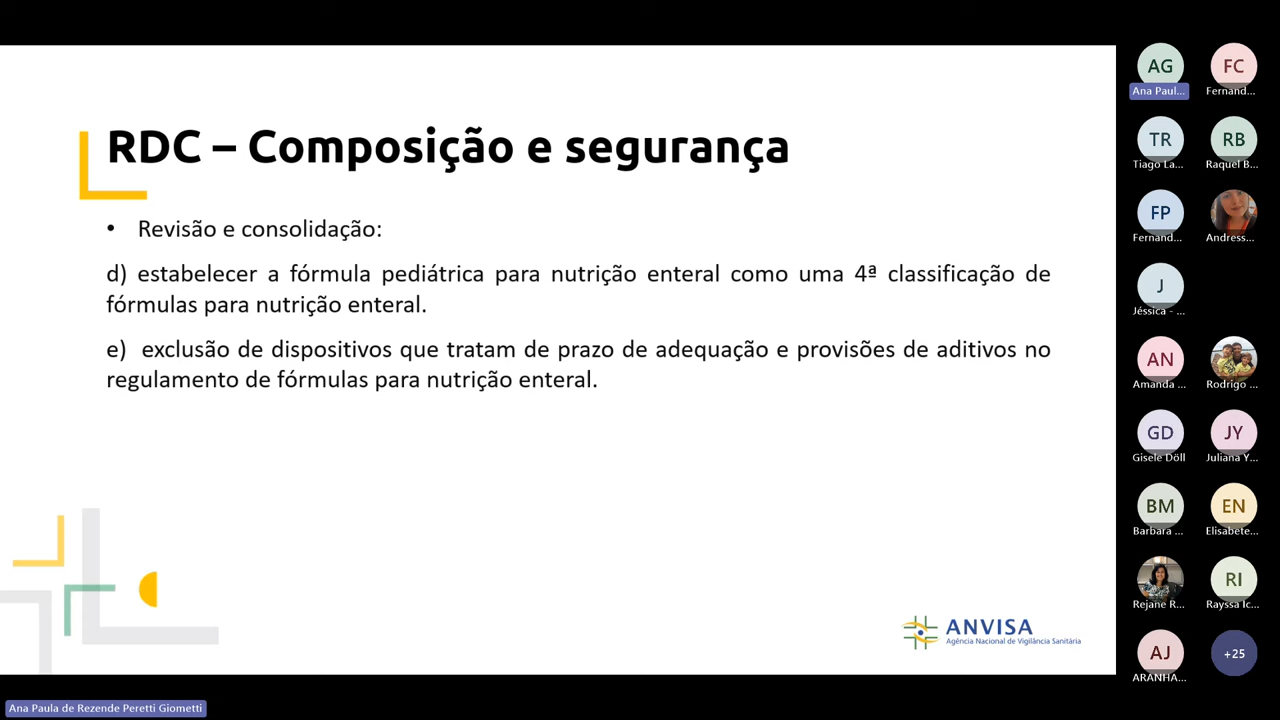 RDC – Composição e segurança
• Revisão e consolidação:
d) estabelecer a fórmula pediátrica para nutrição enteral como uma 4ª classificação de
fórmulas para nutrição enteral.
e) exclusão de dispositivos que tratam de prazo de adequação e provisões de aditivos no
regulamento de fórmulas para nutrição enteral.
ANVISA
Agência Nacional de Vigilância Sanitária
AG
Ana Paul...
FC
Fernand...
TR
Tiago La...
RB
Raquel B...
FP
Fernand...
Andress...
J
Jéssica - ...
AN
Amanda ...
Rodrigo ...
GD
Gisele Döll
JY
Juliana Y...
BM
Barbara ...
EN
Elisabete...
Rejane R...
RI
Rayssa Ic...
AJ
ARANHA...
+25
Ana Paula de Rezende Peretti Giometti